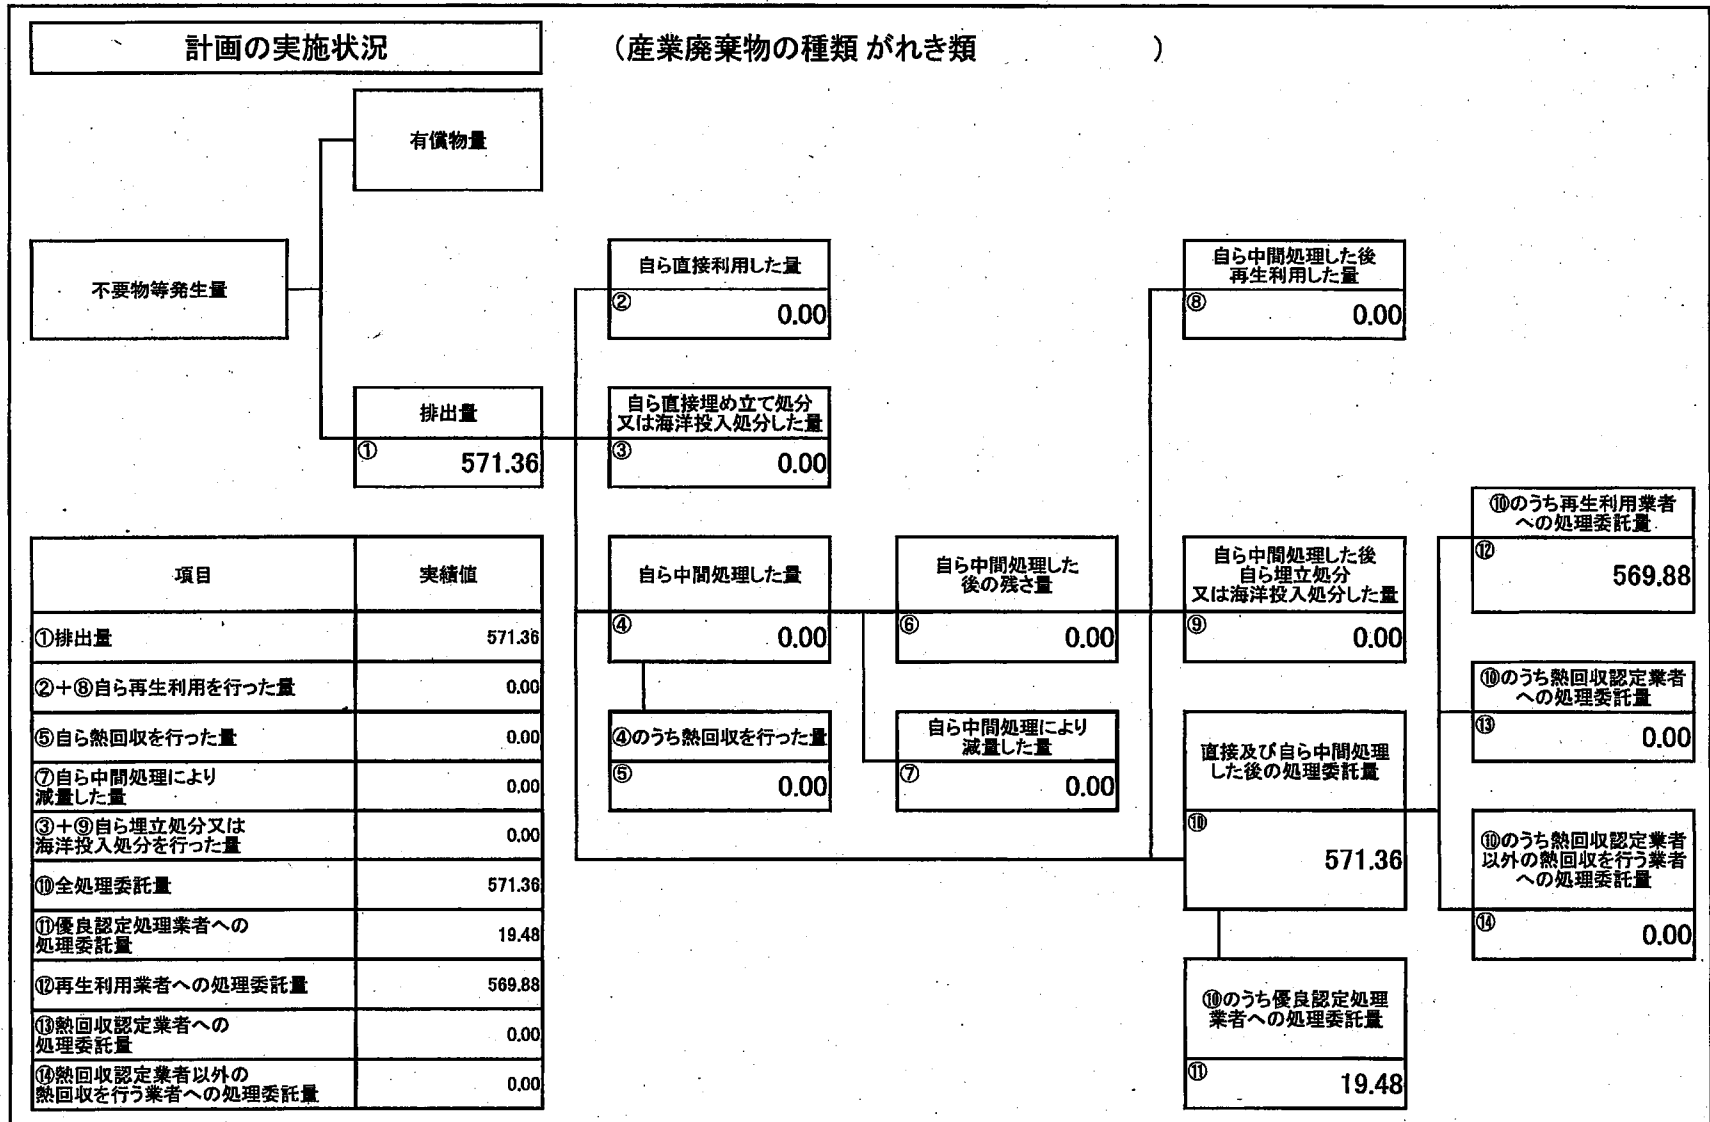 計画の実施状況
（産業廃棄物の種類 がれき類　　　　　）
有償物量
不要物等発生量
排出量
①
571.36
自ら直接利用した量
②
0.00
自ら直接埋め立て処分
又は海洋投入処分した量
③
0.00
自ら中間処理した量
④
0.00
④のうち熱回収を行った量
⑤
0.00
自ら中間処理した
後の残さ量
⑥
0.00
自ら中間処理により
減量した量
⑦
0.00
自ら中間処理した後
再生利用した量
⑧
0.00
自ら中間処理した後
自ら埋立処分
又は海洋投入処分した量
⑨
0.00
直接及び自ら中間処理
した後の処理委託量
⑩
571.36
⑩のうち優良認定処理
業者への処理委託量
⑪
19.48
⑩のうち再生利用業者
への処理委託量
⑫
569.88
⑩のうち熱回収認定業者
への処理委託量
⑬
0.00
⑩のうち熱回収認定業者
以外の熱回収を行う業者
への処理委託量
⑭
0.00
項目 実績値
①排出量 571.36
②＋⑧自ら再生利用を行った量 0.00
⑤自ら熱回収を行った量 0.00
⑦自ら中間処理により
減量した量 0.00
③＋⑨自ら埋立処分又は
海洋投入処分を行った量 0.00
⑩全処理委託量 571.36
⑪優良認定処理業者への
処理委託量 19.48
⑫再生利用業者への処理委託量 569.88
⑬熱回収認定業者への
処理委託量 0.00
⑭熱回収認定業者以外の
熱回収を行う業者への処理委託量 0.00